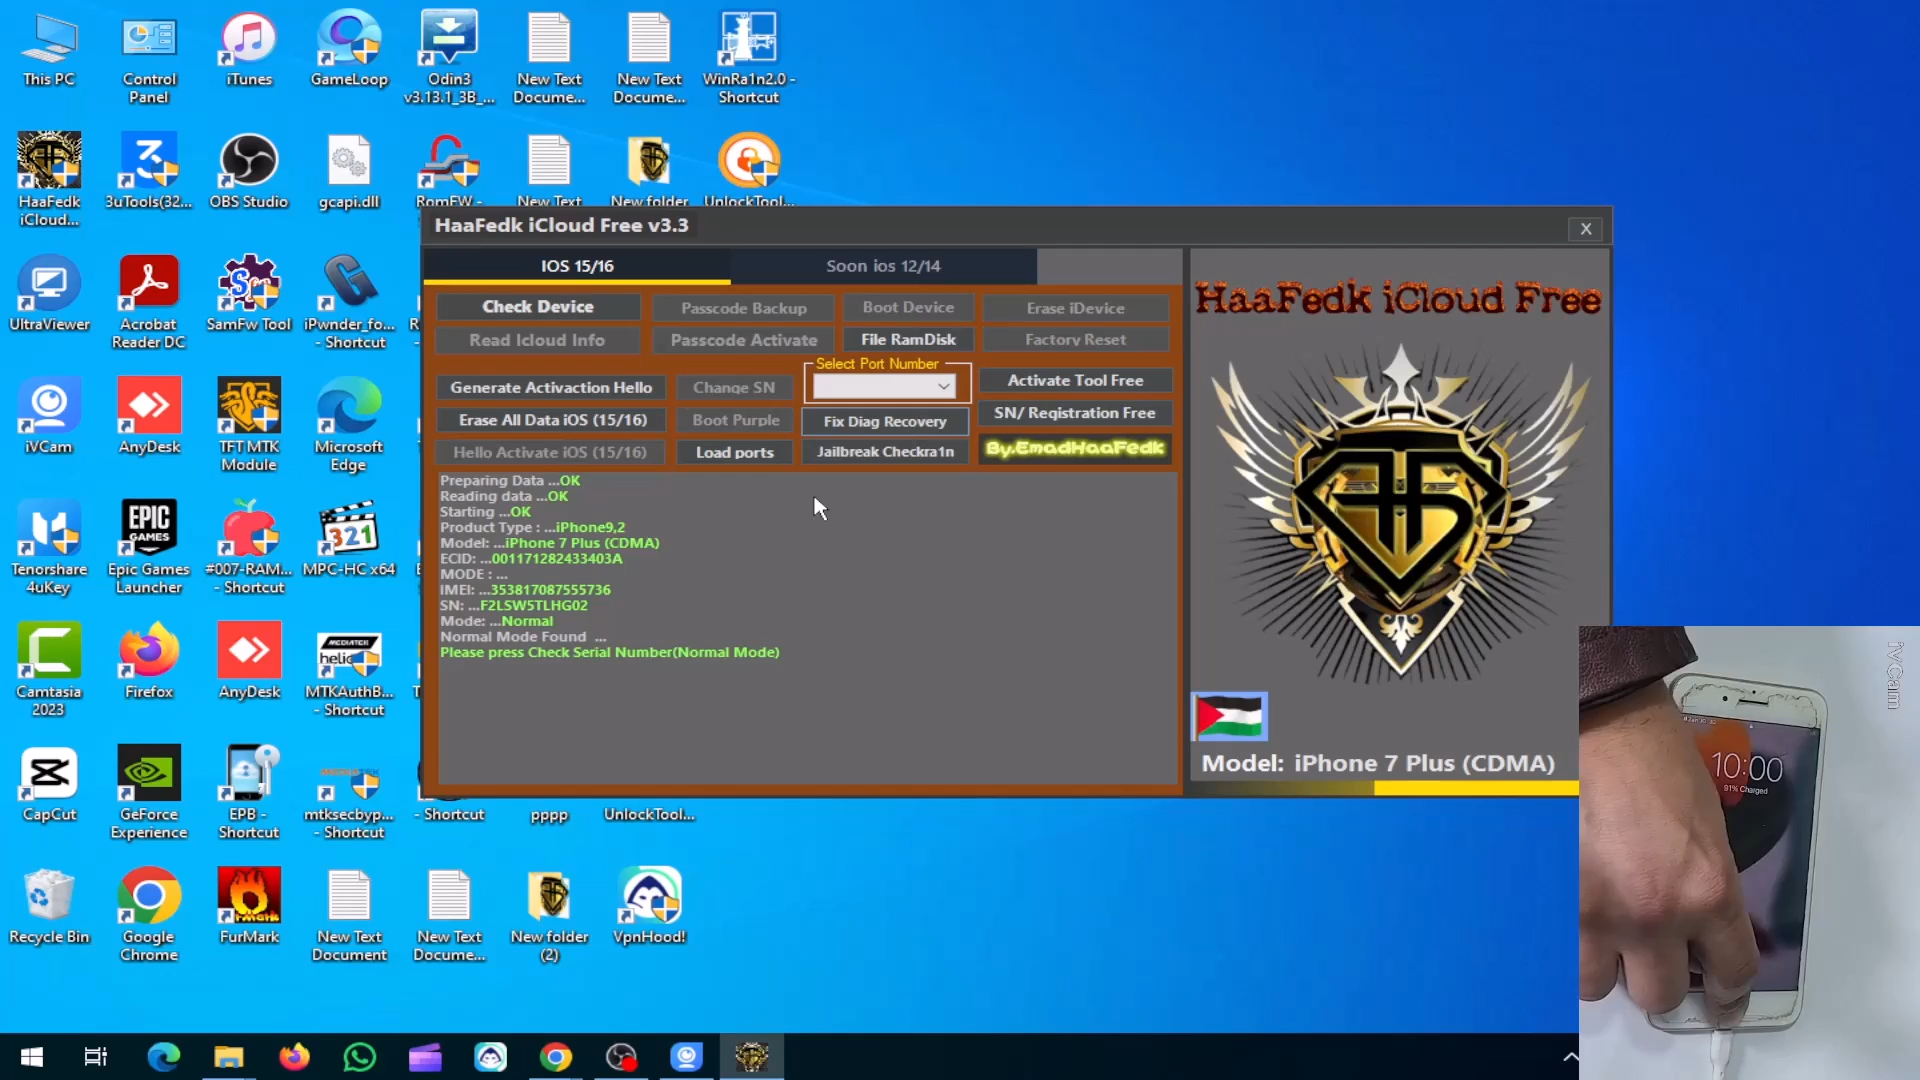 This PC
Control
Panel
iTunes
GameLoop
Odin3
v3.13.1_3B_...
New Text
Docume...
New Text
Docume...
WinRa1n2.0 -
Shortcut
HaaFedk
iCloud...
3uTools(32...
OBS Studio
gcapi.dll
RomFW -
New Text
New folder
UnlockTool...
UltraViewer
Acrobat
Reader DC
SamFw Tool
iPwnder_fo...
- Shortcut
iVCam
AnyDesk
TFT MTK
Module
Microsoft
Edge
Tenorshare
4uKey
EPIC
GAMES
Epic Games
Launcher
#007-RAM...
- Shortcut
321
MPC-HC x64
Camtasia
2023
Firefox
AnyDesk
MEDIATEK
helio
MTKAuthB...
- Shortcut
CapCut
GeForce
Experience
EPB -
Shortcut
mtksecbyp...
- Shortcut
- Shortcut
pppp
UnlockTool...
Recycle Bin
Google
Chrome
FurMark
New Text
Document
New Text
Docume...
New folder
(2)
VpnHood!
HaaFedk iCloud Free v3.3
X
IOS 15/16
Soon ios 12/14
Check Device
Passcode Backup
Boot Device
Erase iDevice
Read Icloud Info
Passcode Activate
File RamDisk
Factory Reset
Select Port Number
Generate Activaction Hello
Change SN
Activate Tool Free
Erase All Data iOS (15/16)
Boot Purple
Fix Diag Recovery
SN/ Registration Free
Hello Activate iOS (15/16)
Load ports
Jailbreak Checkra1n
By.EmadHaaFedk
Preparing Data ...OK
Reading data ...OK
Starting ...OK
Product Type : ...iPhone9,2
Model: ...iPhone 7 Plus (CDMA)
ECID: ...001171282433403A
MODE : ...
IMEI: ...353817087555736
SN: ...F2LSW5TLHG02
Mode: ...Normal
Normal Mode Found ...
Please press Check Serial Number(Normal Mode)
HaaFedk iCloud Free
Model: iPhone 7 Plus (CDMA)
iVCam
10:00
91% Charged